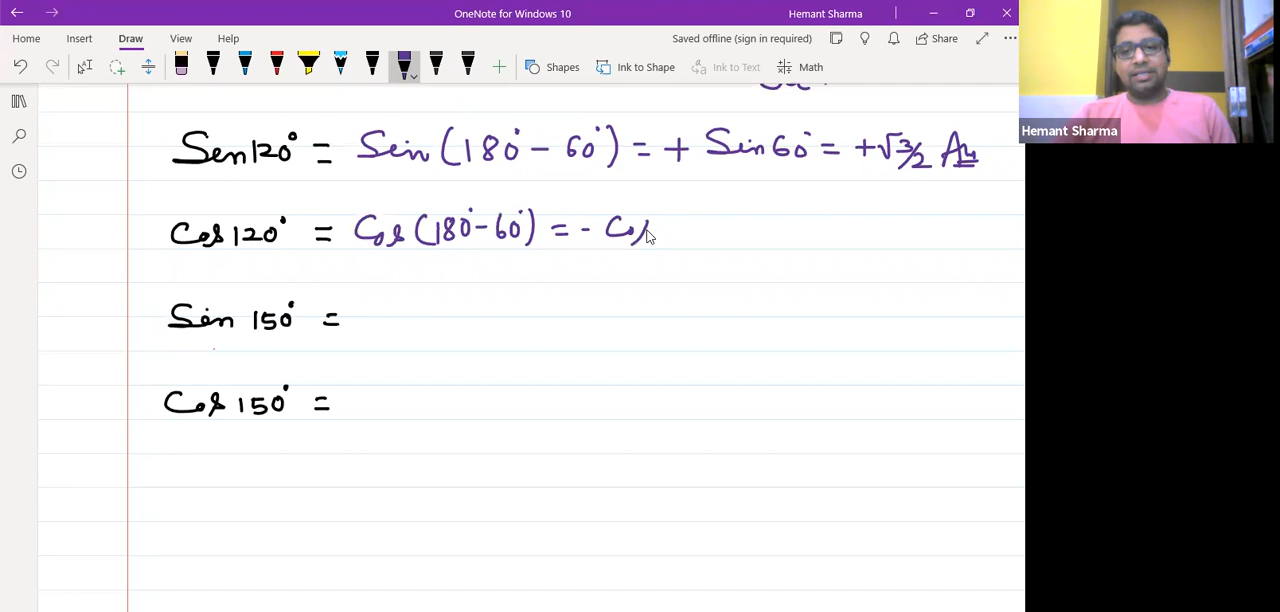 OneNote for Windows 10
Hemant Sharma
Home Insert Draw View Help
Saved offline (sign in required)
Share
Shapes Ink to Shape Ink to Text Math
Hemant Sharma
Sin120° = Sin(180°-60°) = + Sin60° = +√3/2 Ans
Cos120° = Cos(180°-60°) = - Cos
Sin 150° =
Cos 150° =